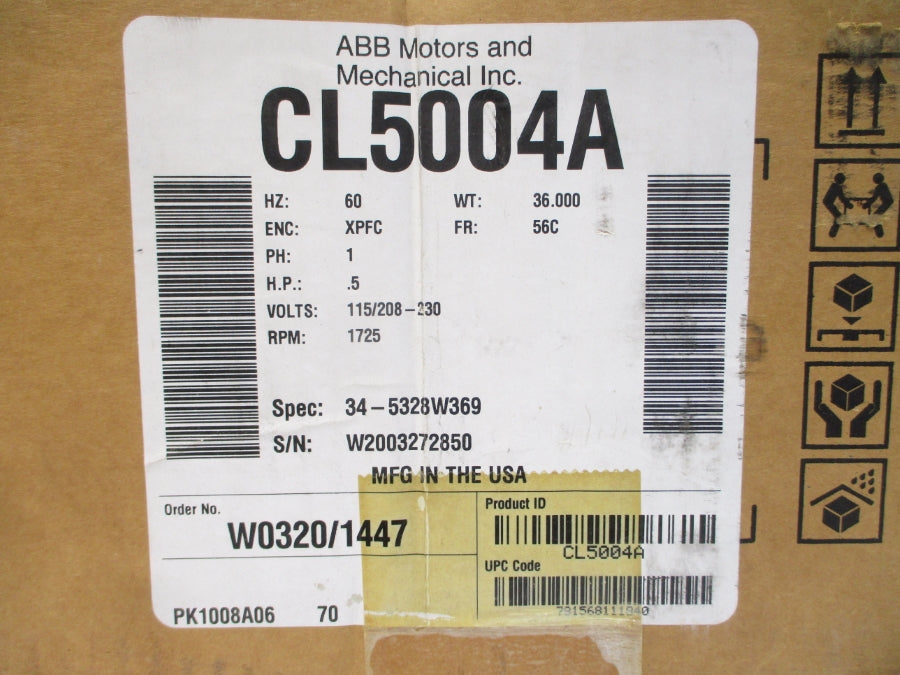 ABB Motors and
Mechanical Inc.
CL5004A
HZ: 60 WT: 36.000
ENC: XPFC FR: 56C
PH: 1
H.P.: .5
VOLTS: 115/208-230
RPM: 1725
Spec: 34-5328W369
S/N: W2003272850
MFG IN THE USA
Order No.
W0320/1447
Product ID
CL5004A
UPC Code
781568111840
PK1008A06 70